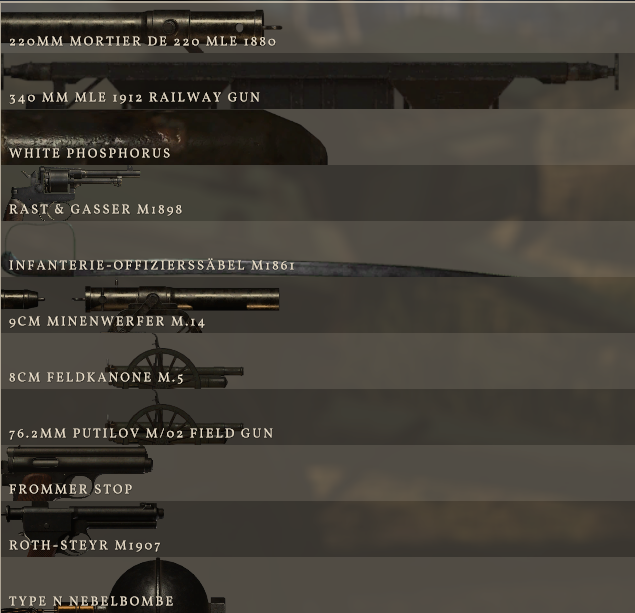 220MM MORTIER DE 220 MLE 1880
340 MM MLE 1912 RAILWAY GUN
WHITE PHOSPHORUS
RAST & GASSER M1898
INFANTERIE-OFFIZIERSSÄBEL M1861
9CM MINENWERFER M.14
8CM FELDKANONE M.5
76.2MM PUTILOV M/02 FIELD GUN
FROMMER STOP
ROTH-STEYR M1907
TYPE N NEBELBOMBE